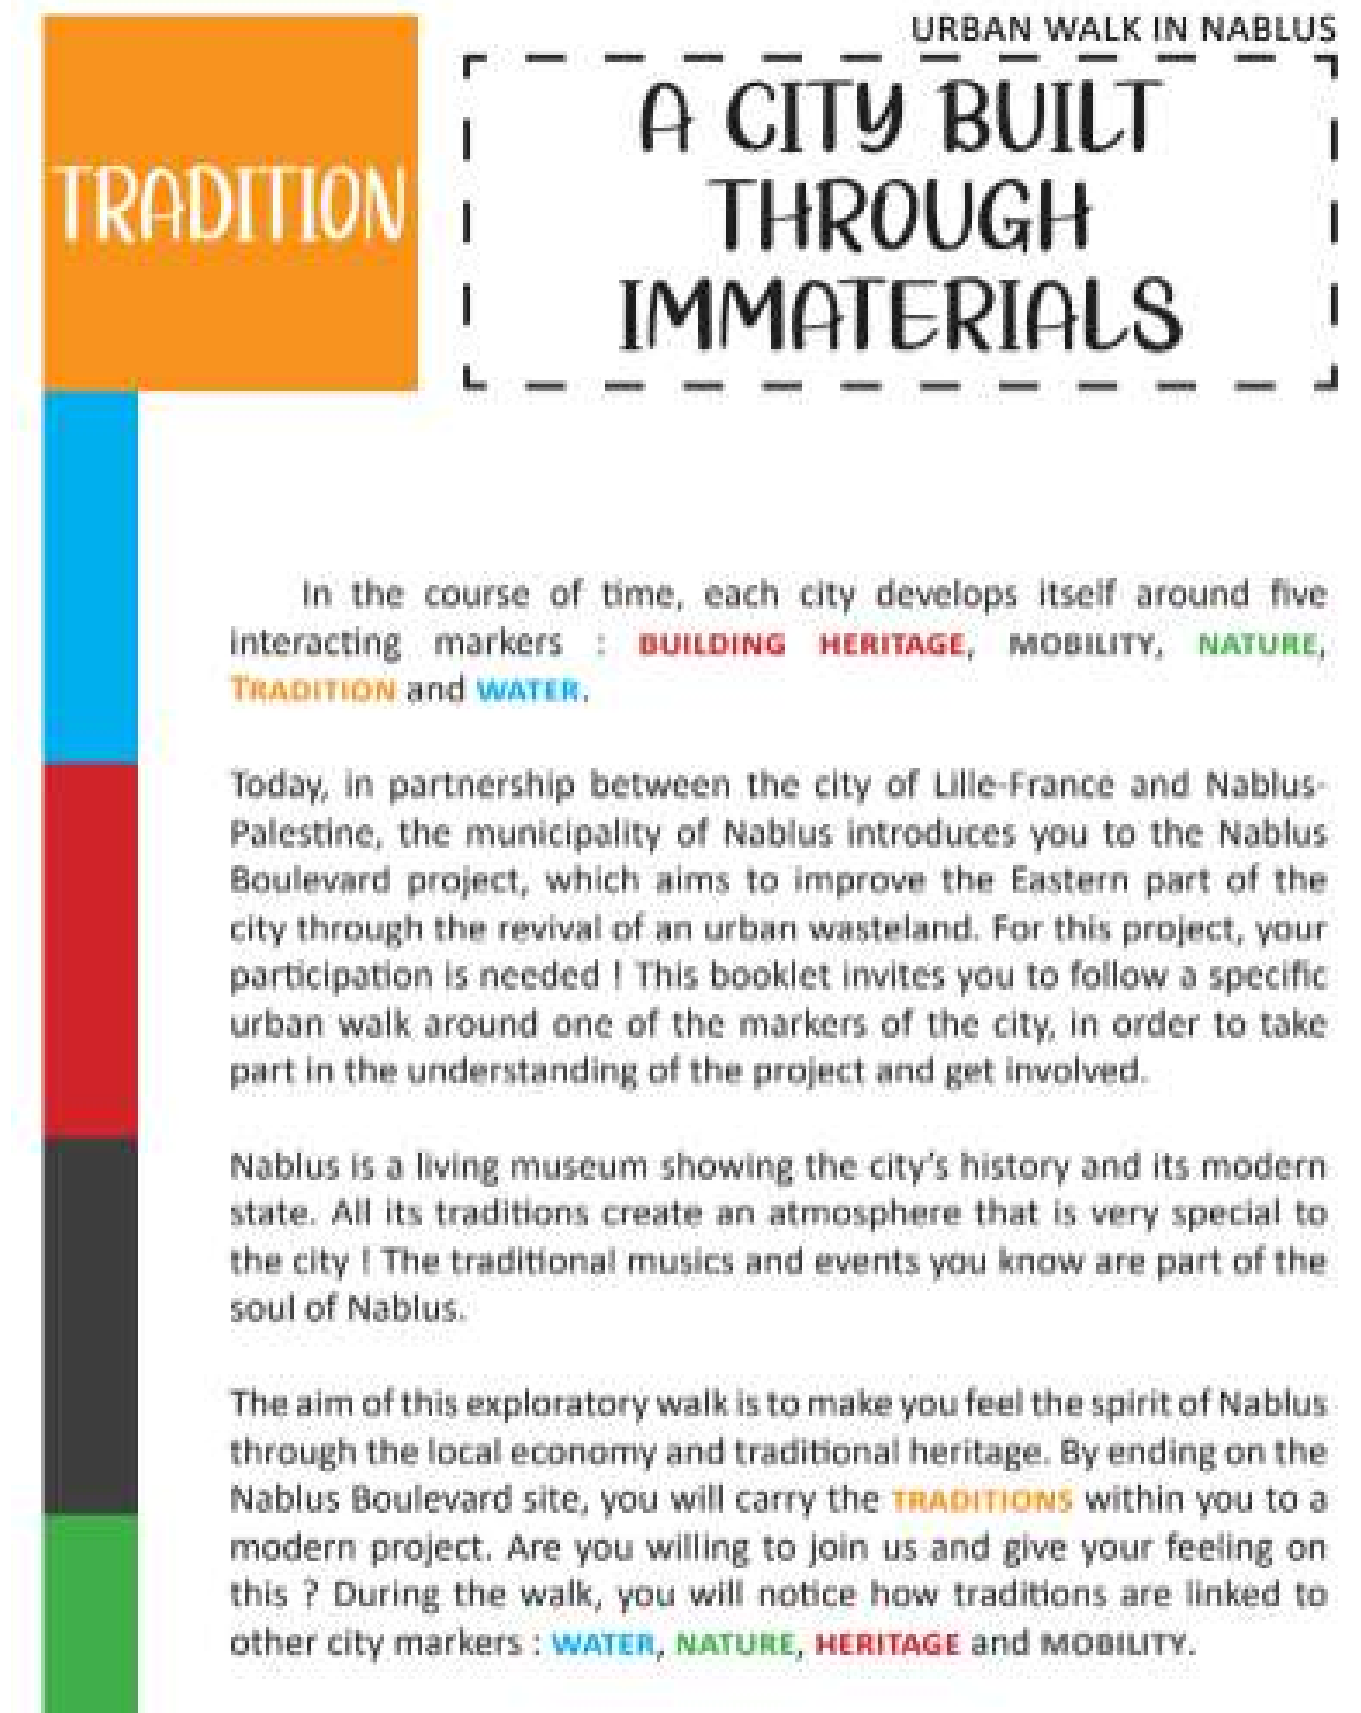 URBAN WALK IN NABLUS
TRADITION
A CITY BUILT
THROUGH
IMMATERIALS
In the course of time, each city develops itself around five
interacting markers : BUILDING HERITAGE, MOBILITY, NATURE,
TRADITION and WATER.
Today, in partnership between the city of Lille-France and Nablus-
Palestine, the municipality of Nablus introduces you to the Nablus
Boulevard project, which aims to improve the Eastern part of the
city through the revival of an urban wasteland. For this project, your
participation is needed ! This booklet invites you to follow a specific
urban walk around one of the markers of the city, in order to take
part in the understanding of the project and get involved.
Nablus is a living museum showing the city's history and its modern
state. All its traditions create an atmosphere that is very special to
the city ! The traditional musics and events you know are part of the
soul of Nablus.
The aim of this exploratory walk is to make you feel the spirit of Nablus
through the local economy and traditional heritage. By ending on the
Nablus Boulevard site, you will carry the TRADITIONS within you to a
modern project. Are you willing to join us and give your feeling on
this ? During the walk, you will notice how traditions are linked to
other city markers : WATER, NATURE, HERITAGE and MOBILITY.